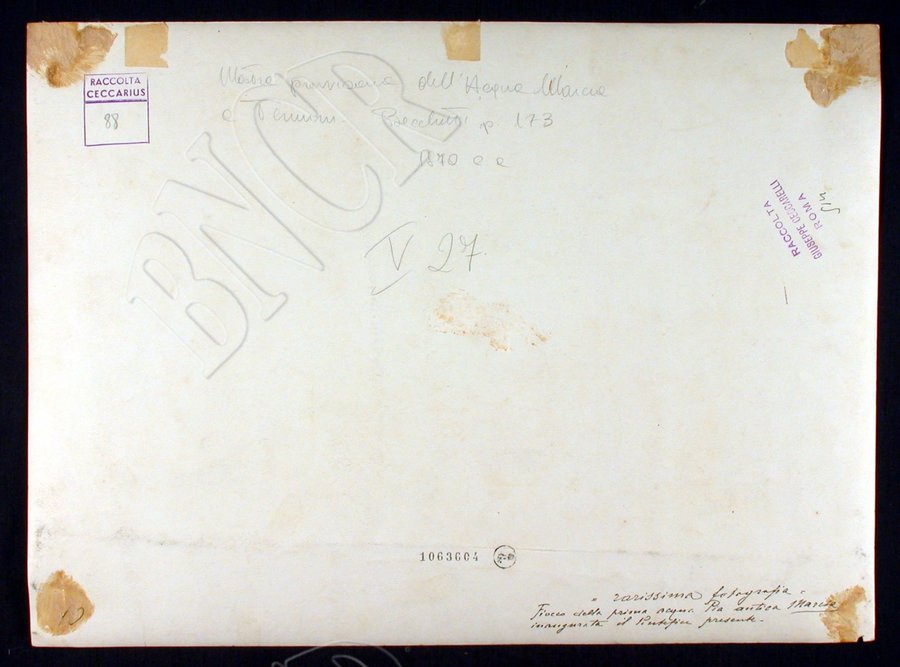 RACCOLTA
CECCARIUS
88
Mostra provvisoria dell'Acqua Marcia
a Termini p. 173
1870 c a
V 27.
RACCOLTA
GIUSEPPE CECCARELLI
ROMA
BNCR
1063664
" rarissima fotografia "
della prima acqua Pia antica Marcia
inaugurata il Pontefice presente -